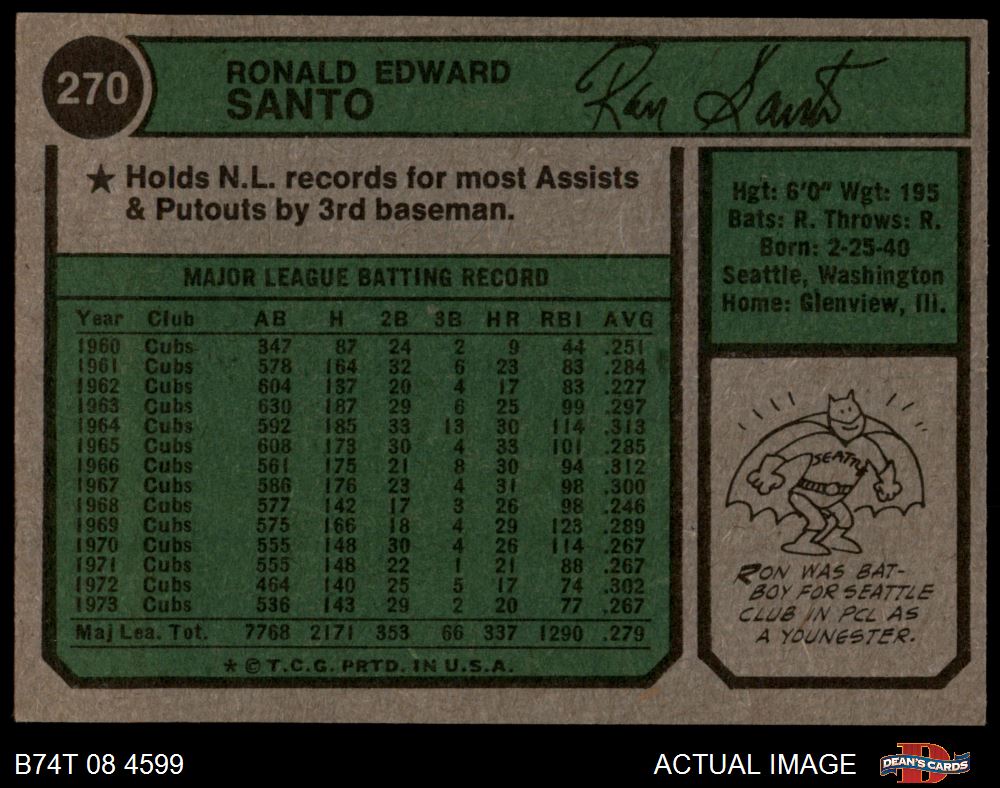 270
RONALD EDWARD
SANTO
Ron Santo
★ Holds N.L. records for most Assists
& Putouts by 3rd baseman.
Hgt: 6'0" Wgt: 195
Bats: R. Throws: R.
Born: 2-25-40
Seattle, Washington
Home: Glenview, Ill.
MAJOR LEAGUE BATTING RECORD
Year Club AB H 2B 3B HR RBI AVG
1960 Cubs 347 87 24 2 9 44 .251
1961 Cubs 578 164 32 6 23 83 .284
1962 Cubs 604 137 20 4 17 83 .227
1963 Cubs 630 187 29 6 25 99 .297
1964 Cubs 592 185 33 13 30 114 .313
1965 Cubs 608 173 30 4 33 101 .285
1966 Cubs 561 175 21 8 30 94 .312
1967 Cubs 586 176 23 4 31 98 .300
1968 Cubs 577 142 17 3 26 98 .246
1969 Cubs 575 166 18 4 29 123 .289
1970 Cubs 555 148 30 4 26 114 .267
1971 Cubs 555 148 22 1 21 88 .267
1972 Cubs 464 140 25 5 17 74 .302
1973 Cubs 536 143 29 2 20 77 .267
Maj Lea. Tot. 7768 2171 353 66 337 1290 .279
* © T.C.G. PRTD. IN U.S.A.
SEATTLE
RON WAS BAT-
BOY FOR SEATTLE
CLUB IN PCL AS
A YOUNGSTER.
B74T 08 4599
ACTUAL IMAGE
D
DEAN'S CARDS